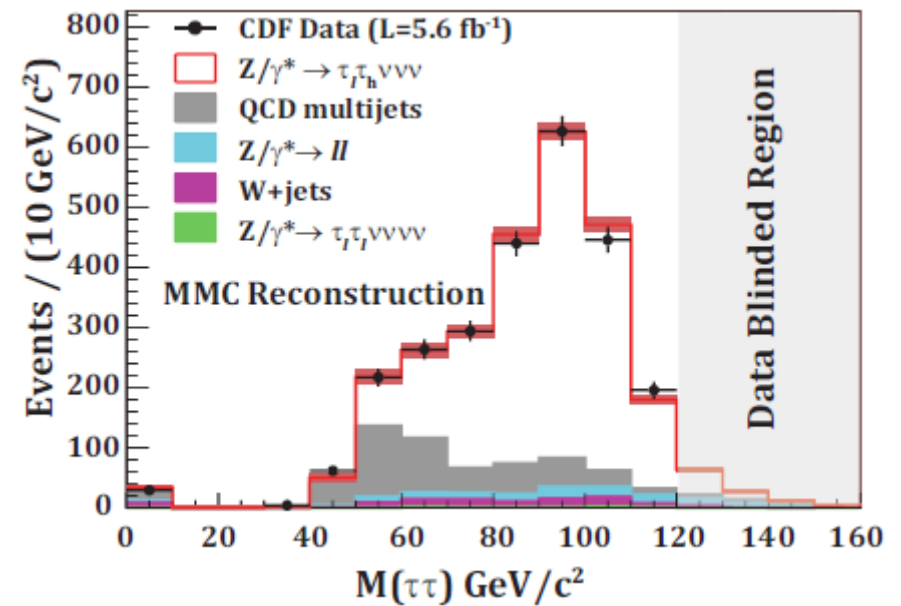 Events / (10 GeV/c²)
800
700
600
500
400
300
200
100
0
CDF Data (L=5.6 fb⁻¹)
Z/γ* → τₗτₕννν
QCD multijets
Z/γ*→ ll
W+jets
Z/γ*→ τₗτₗνννν
MMC Reconstruction
Data Blinded Region
0 20 40 60 80 100 120 140 160
M(ττ) GeV/c²